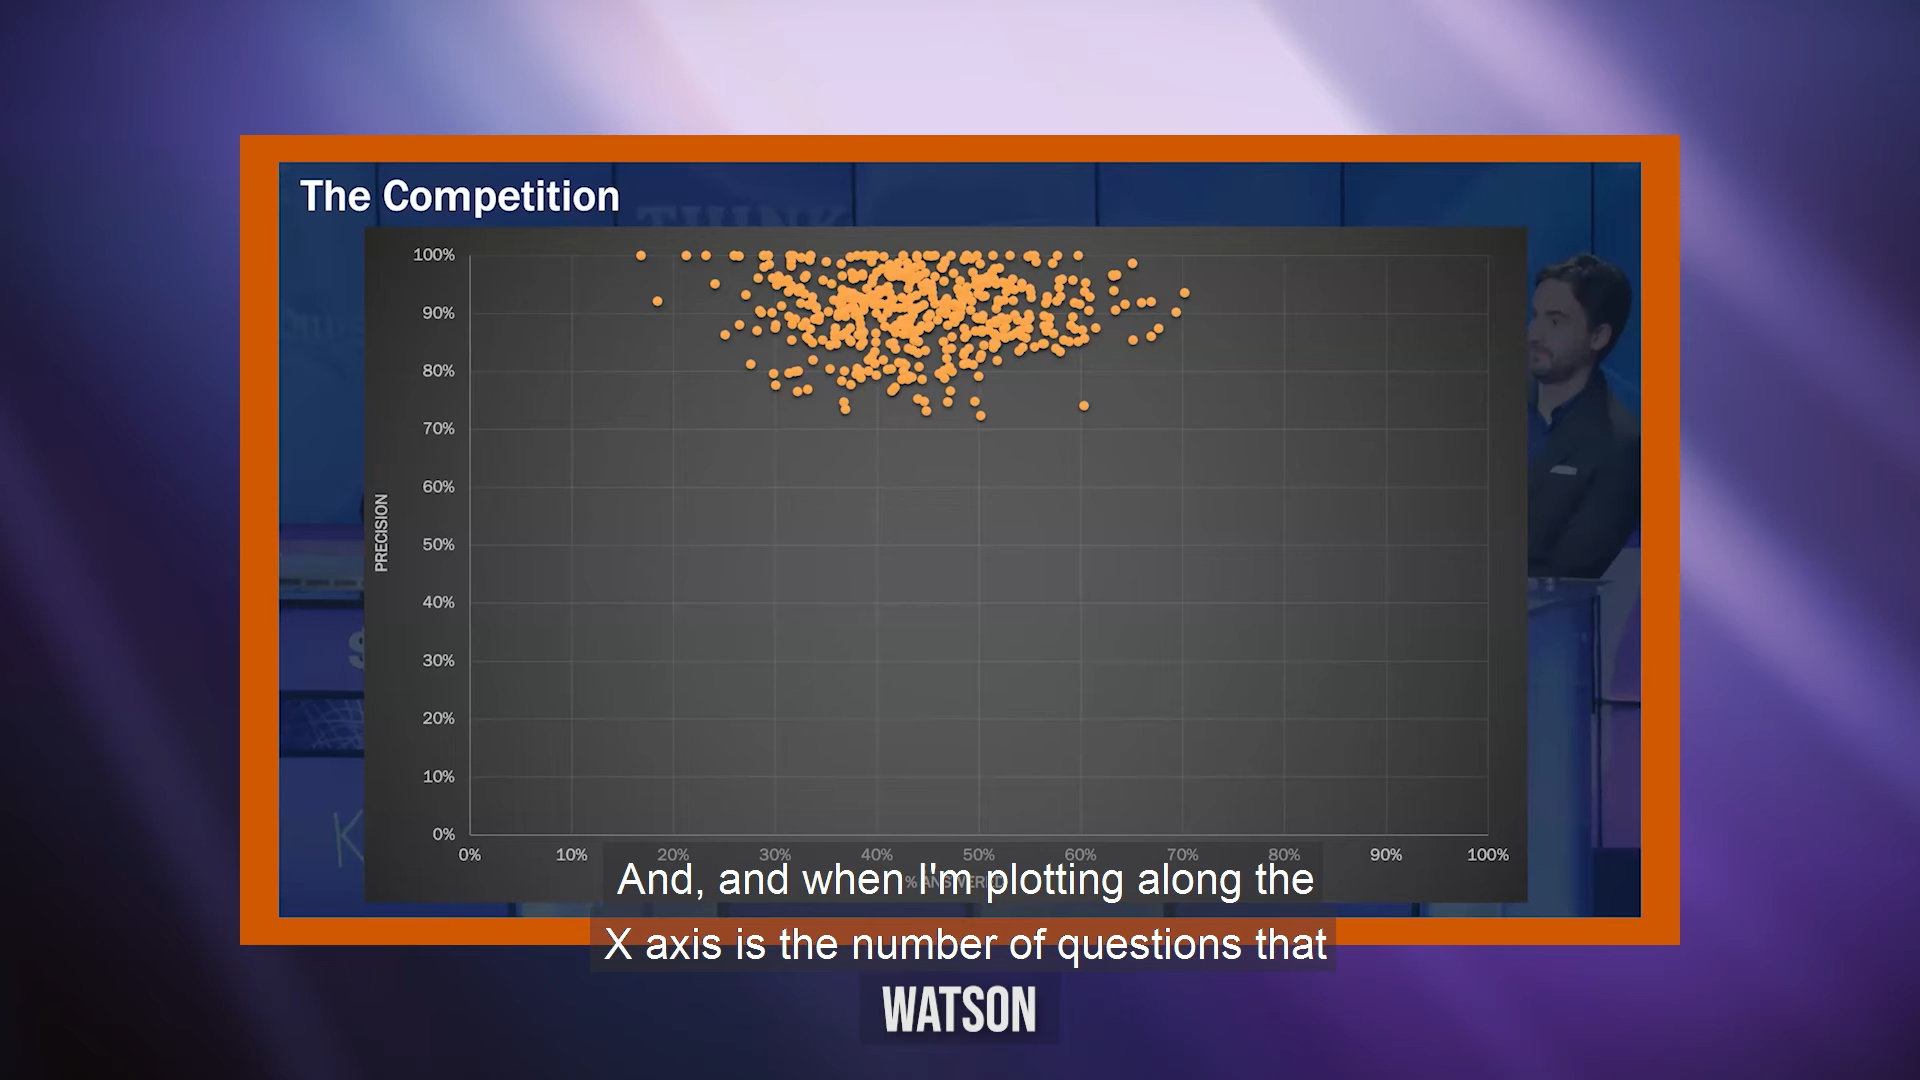 The Competition
THINK
100%
90%
80%
70%
60%
50%
40%
30%
20%
10%
0%
PRECISION
0% 10% 20% 30% 40% 50% 60% 70% 80% 90% 100%
% ANSWERED
$
K
And, and when I'm plotting along the
X axis is the number of questions that
WATSON